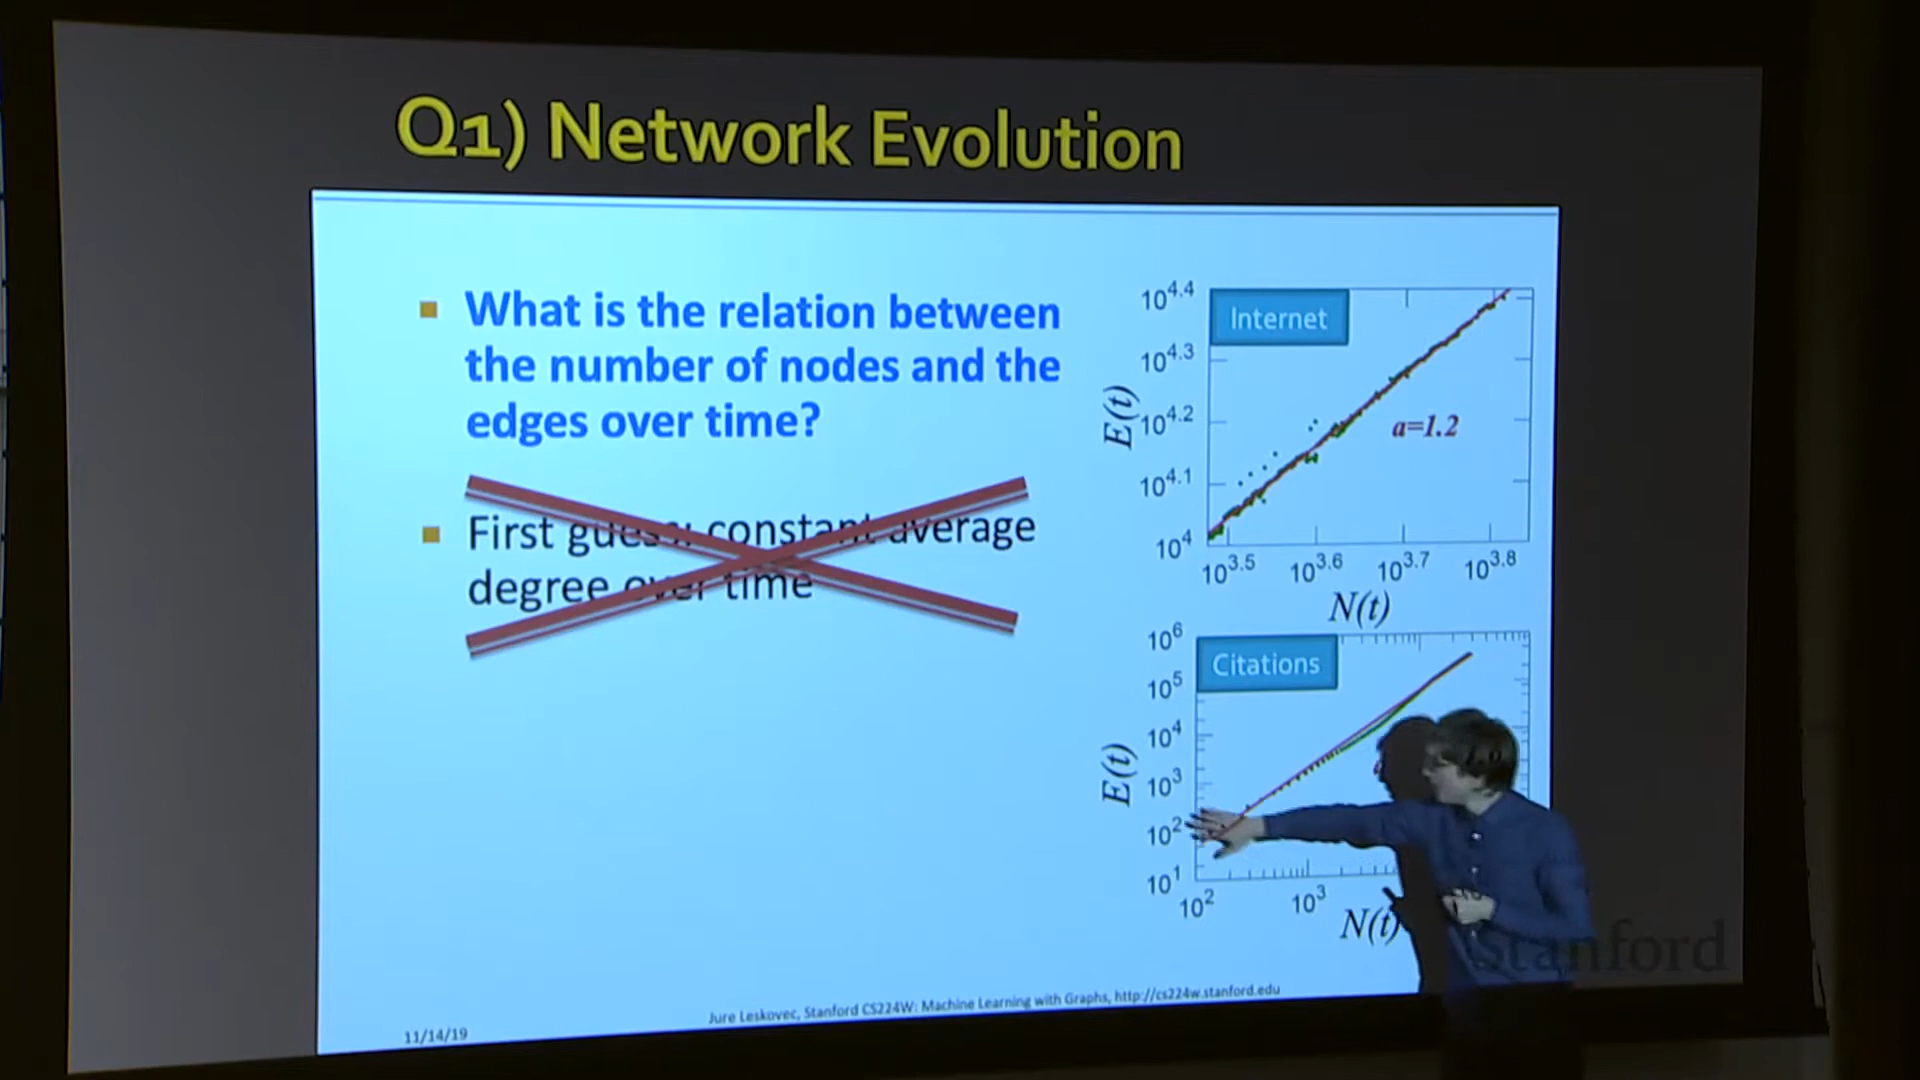 Q1) Network Evolution
What is the relation between
the number of nodes and the
edges over time?
First guess: constant average
degree over time
Internet
10^4.4
10^4.3
10^4.2
10^4.1
10^4
E(t)
a=1.2
10^3.5 10^3.6 10^3.7 10^3.8
N(t)
Citations
10^6
10^5
10^4
10^3
10^2
10^1
E(t)
10^2 10^3
N(t)
Stanford
Jure Leskovec, Stanford CS224W: Machine Learning with Graphs, http://cs224w.stanford.edu
11/14/19